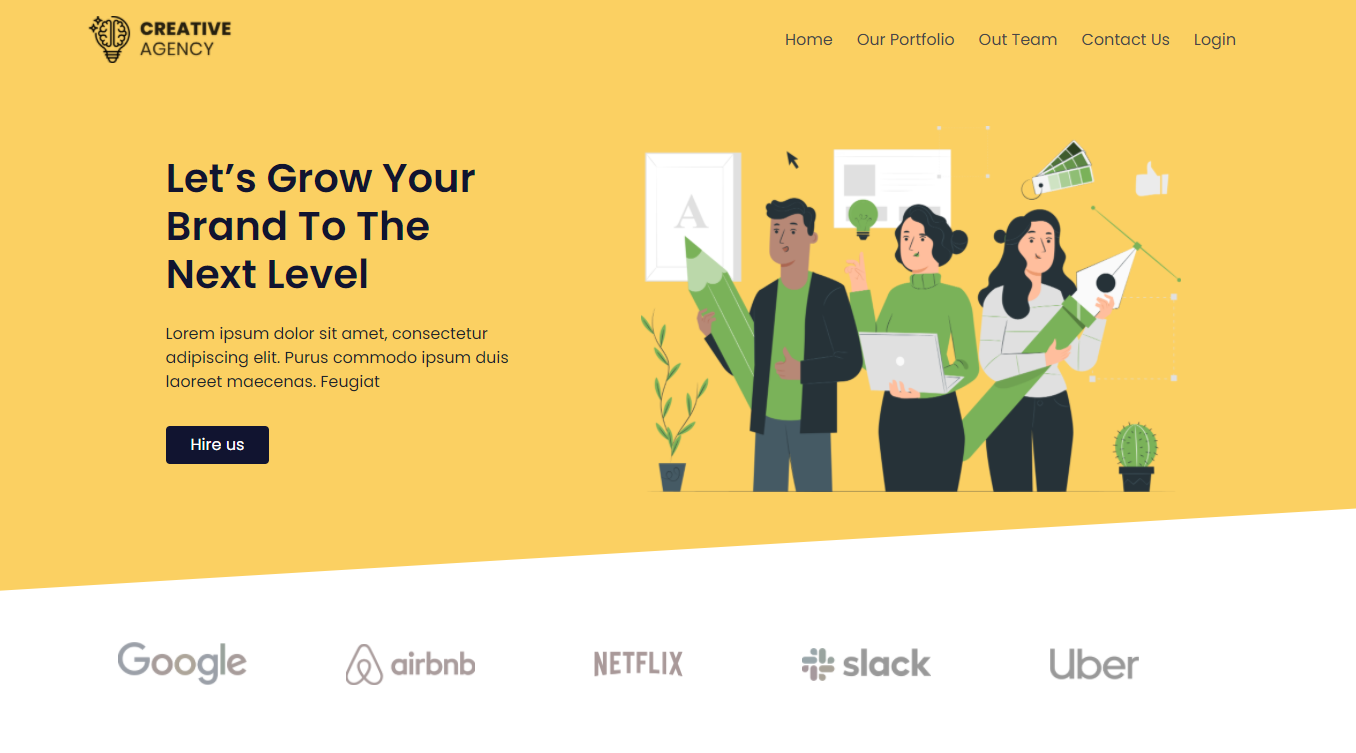 CREATIVE
AGENCY
Home Our Portfolio Out Team Contact Us Login
Let’s Grow Your
Brand To The
Next Level
Lorem ipsum dolor sit amet, consectetur
adipiscing elit. Purus commodo ipsum duis
laoreet maecenas. Feugiat
Hire us
A
Google airbnb NETFLIX slack Uber